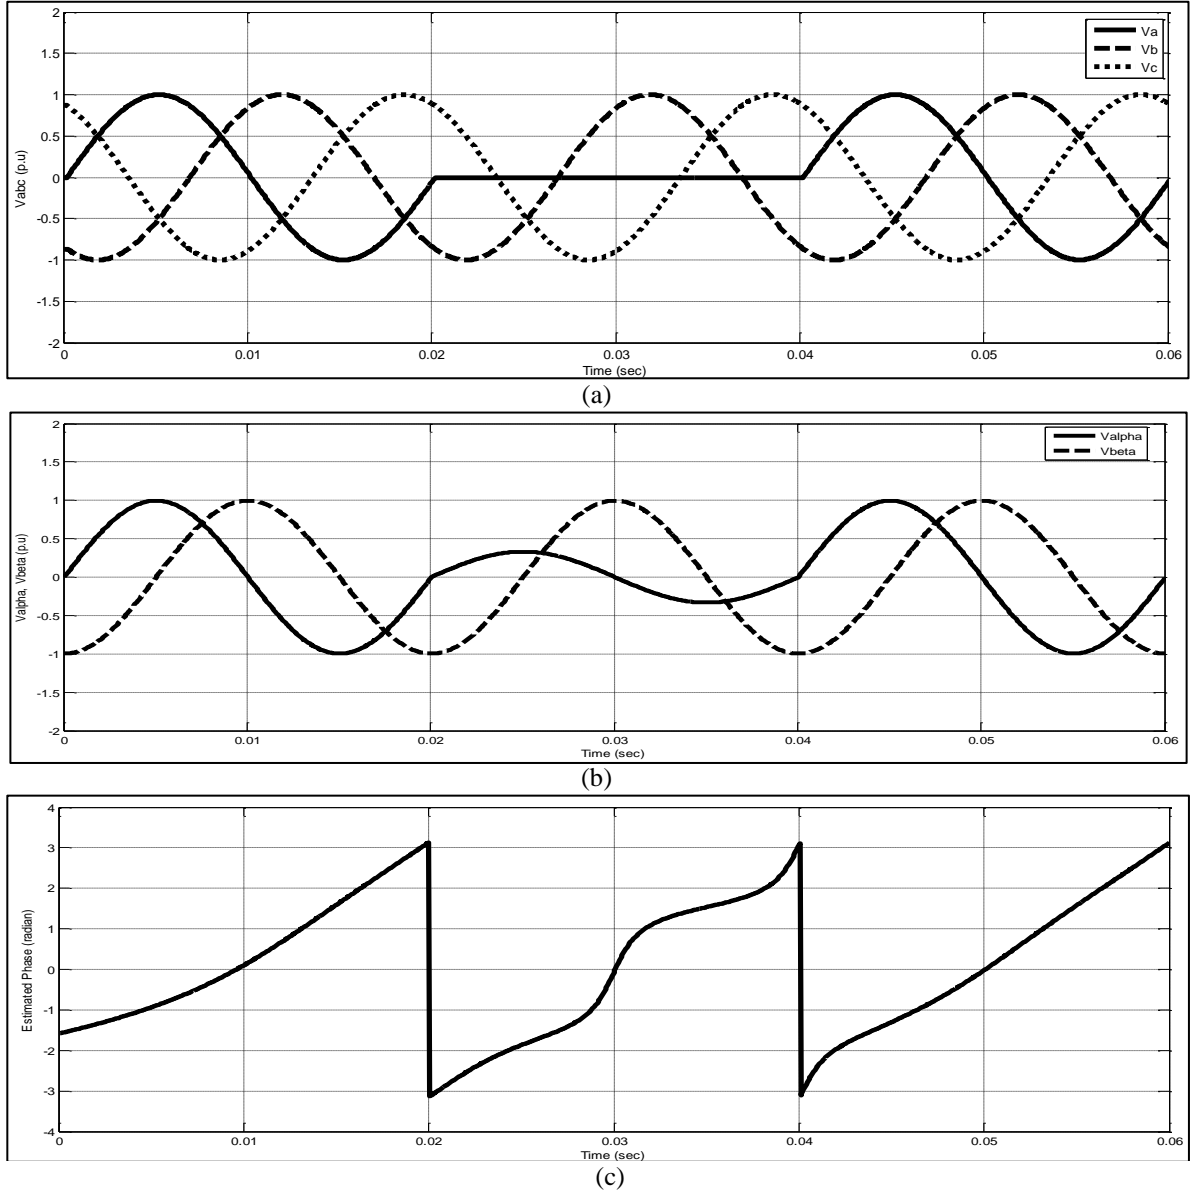 2
1.5
1
0.5
0
-0.5
-1
-1.5
-2
Vabc (p.u)
Va
Vb
Vc
0 0.01 0.02 0.03 0.04 0.05 0.06
Time (sec)
(a)
2
1.5
1
0.5
0
-0.5
-1
-1.5
-2
Valpha, Vbeta (p.u)
Valpha
Vbeta
0 0.01 0.02 0.03 0.04 0.05 0.06
Time (sec)
(b)
4
3
2
1
0
-1
-2
-3
-4
Estimated Phase (radian)
0 0.01 0.02 0.03 0.04 0.05 0.06
Time (sec)
(c)